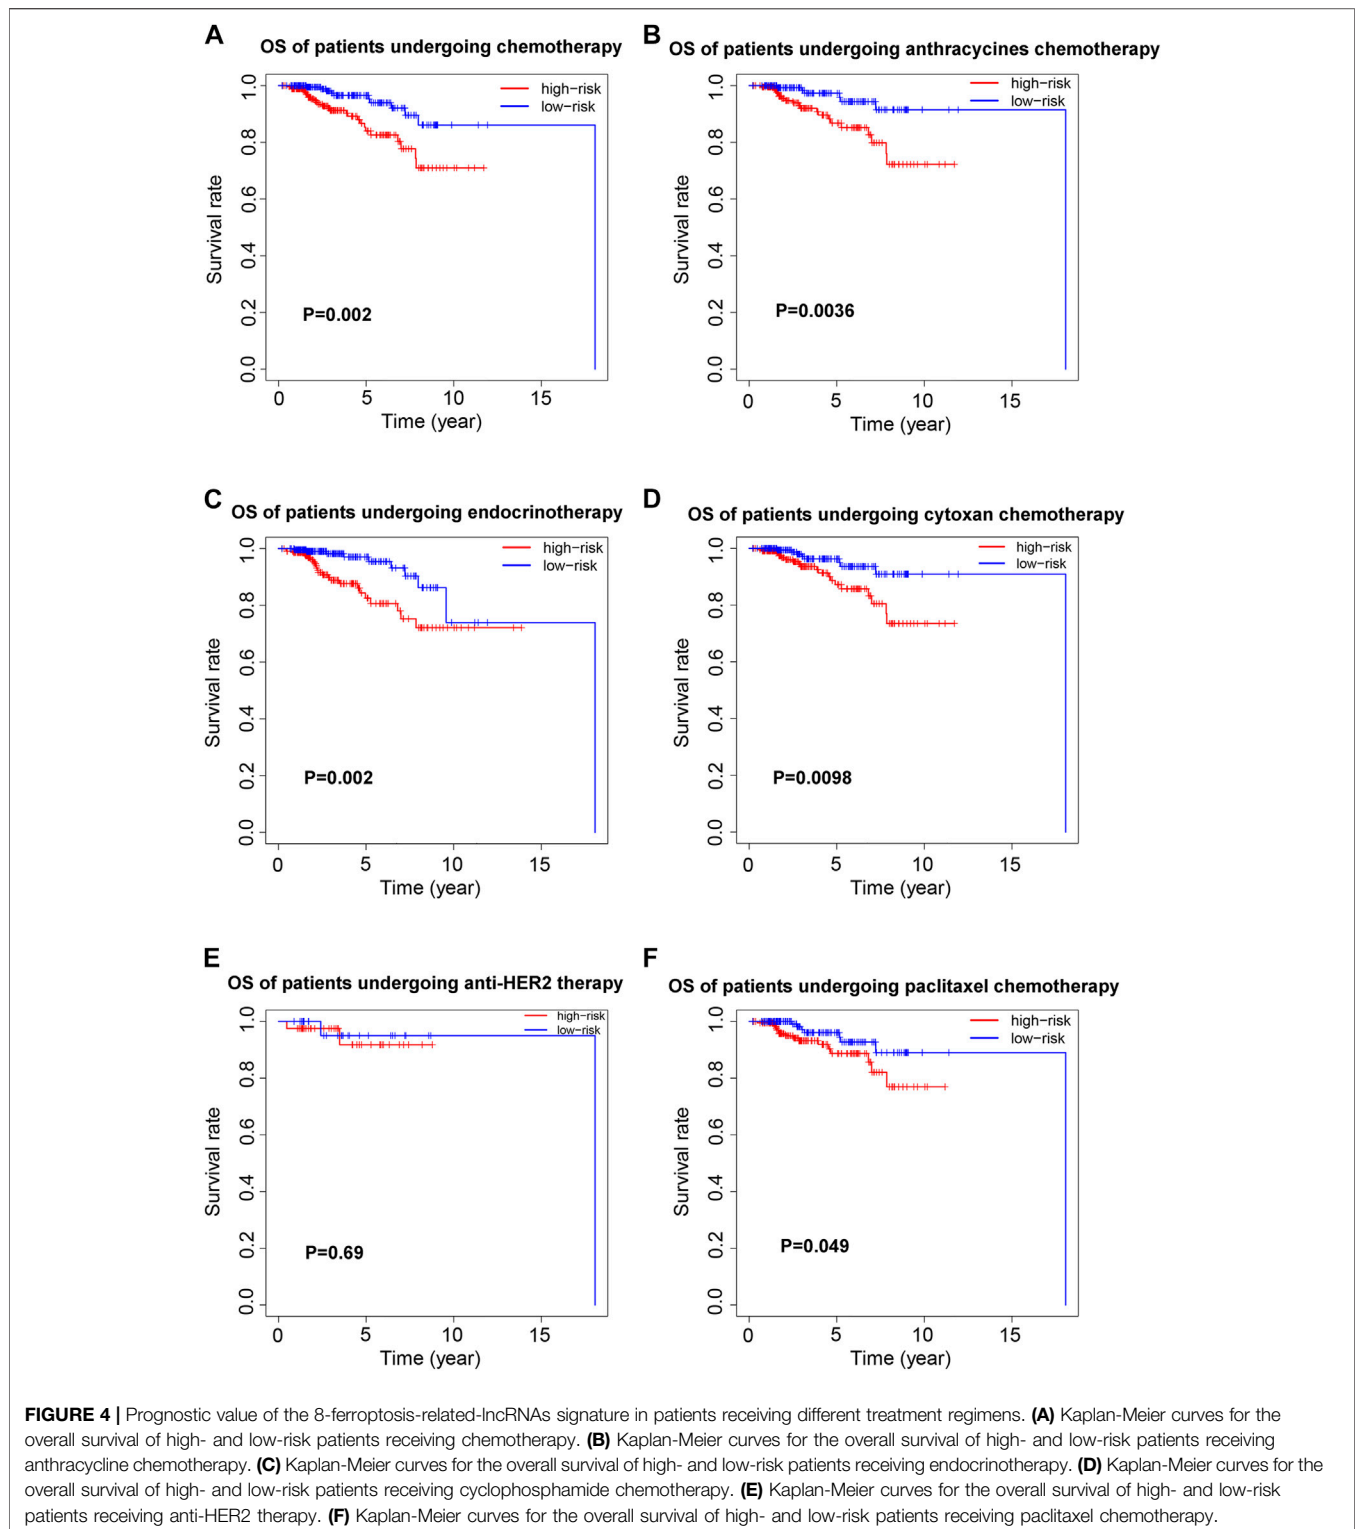 A
OS of patients undergoing chemotherapy
high-risk
low-risk
Survival rate
0.0 0.2 0.4 0.6 0.8 1.0
P=0.002
0 5 10 15
Time (year)
B
OS of patients undergoing anthracycines chemotherapy
high-risk
low-risk
Survival rate
0.0 0.2 0.4 0.6 0.8 1.0
P=0.0036
0 5 10 15
Time (year)
C
OS of patients undergoing endocrinotherapy
high-risk
low-risk
Survival rate
0.0 0.2 0.4 0.6 0.8 1.0
P=0.002
0 5 10 15
Time (year)
D
OS of patients undergoing cytoxan chemotherapy
high-risk
low-risk
Survival rate
0.0 0.2 0.4 0.6 0.8 1.0
P=0.0098
0 5 10 15
Time (year)
E
OS of patients undergoing anti-HER2 therapy
high-risk
low-risk
Survival rate
0.0 0.2 0.4 0.6 0.8 1.0
P=0.69
0 5 10 15
Time (year)
F
OS of patients undergoing paclitaxel chemotherapy
high-risk
low-risk
Survival rate
0.0 0.2 0.4 0.6 0.8 1.0
P=0.049
0 5 10 15
Time (year)
FIGURE 4 | Prognostic value of the 8-ferroptosis-related-lncRNAs signature in patients receiving different treatment regimens. (A) Kaplan-Meier curves for the
overall survival of high- and low-risk patients receiving chemotherapy. (B) Kaplan-Meier curves for the overall survival of high- and low-risk patients receiving
anthracycline chemotherapy. (C) Kaplan-Meier curves for the overall survival of high- and low-risk patients receiving endocrinotherapy. (D) Kaplan-Meier curves for the
overall survival of high- and low-risk patients receiving cyclophosphamide chemotherapy. (E) Kaplan-Meier curves for the overall survival of high- and low-risk
patients receiving anti-HER2 therapy. (F) Kaplan-Meier curves for the overall survival of high- and low-risk patients receiving paclitaxel chemotherapy.